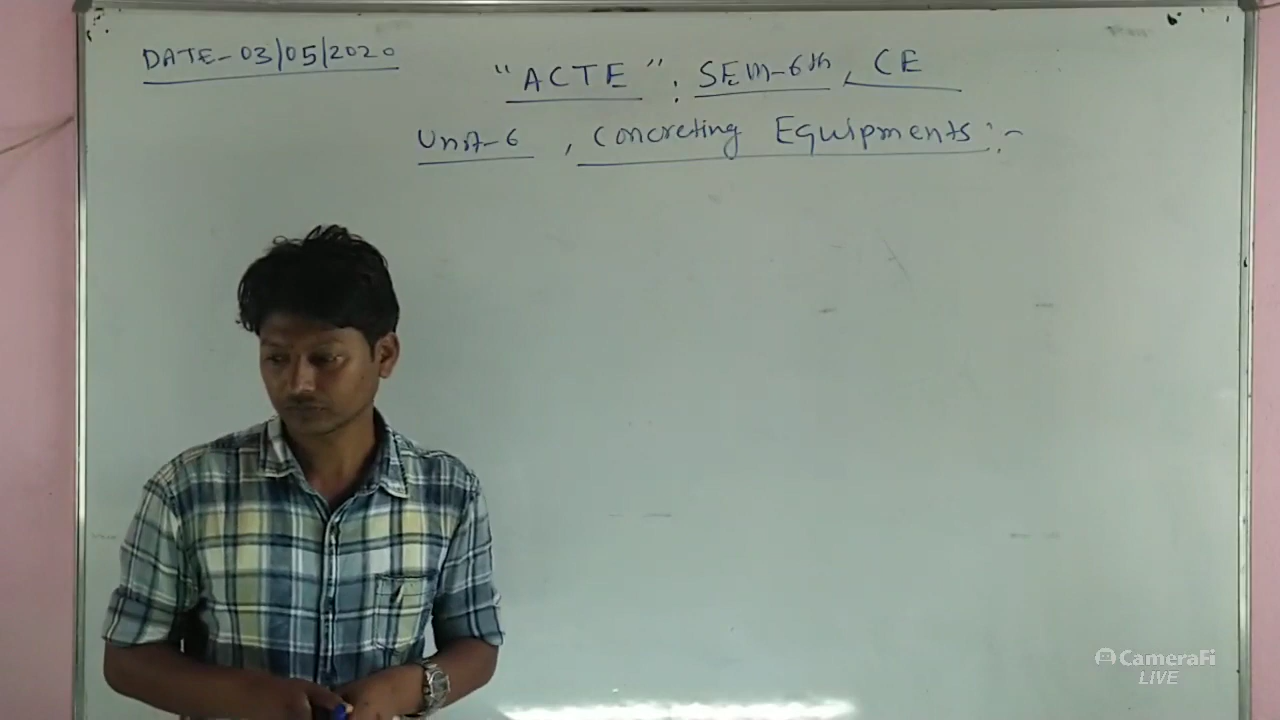 DATE-03/05/2020
"ACTE", SEM-6th, CE
Unit-6, Concreting Equipments:-
CameraFi
LIVE